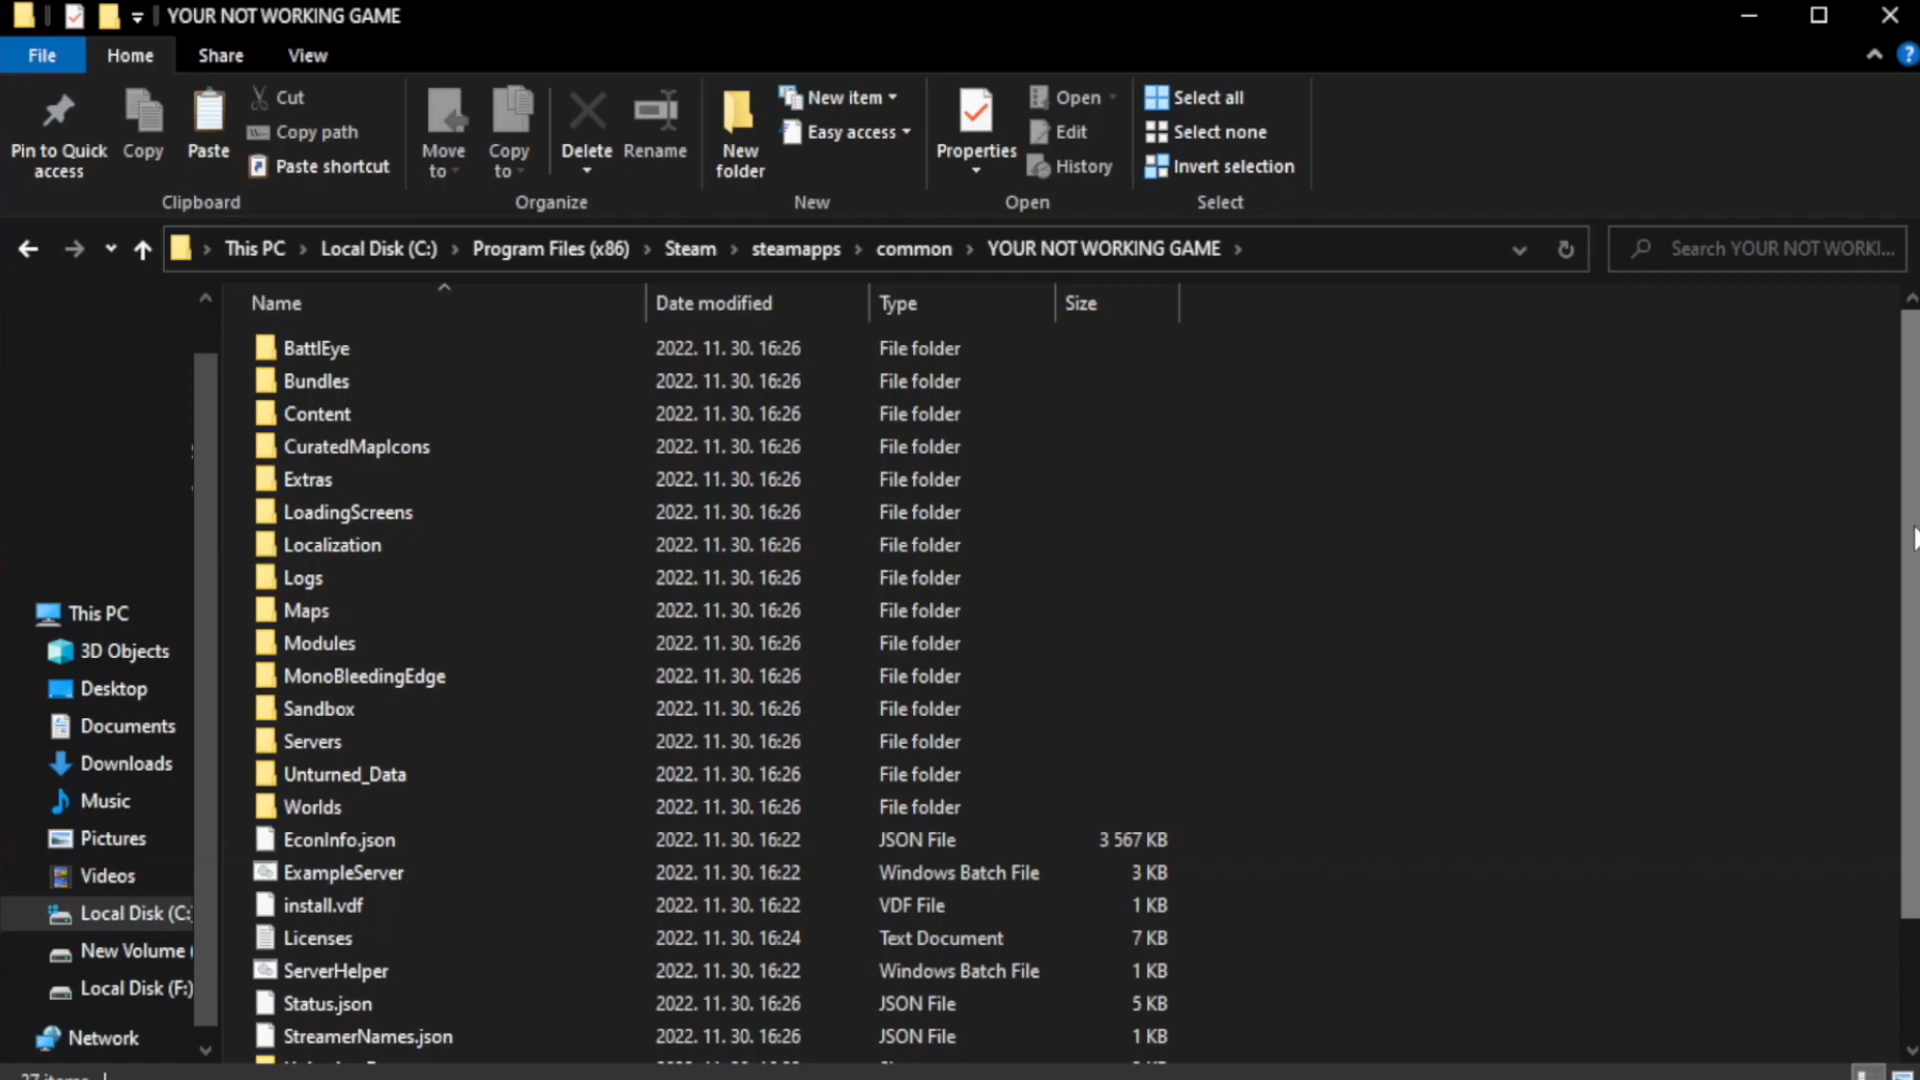 YOUR NOT WORKING GAME
File Home Share View
Pin to Quick access
Copy
Paste
Cut
Copy path
Paste shortcut
Clipboard
Move to
Copy to
Delete
Rename
Organize
New folder
New item
Easy access
New
Properties
Open
Edit
History
Open
Select all
Select none
Invert selection
Select
This PC > Local Disk (C:) > Program Files (x86) > Steam > steamapps > common > YOUR NOT WORKING GAME >
Search YOUR NOT WORKI...
This PC
3D Objects
Desktop
Documents
Downloads
Music
Pictures
Videos
Local Disk (C:
New Volume (
Local Disk (F:)
Network
Name Date modified Type Size
BattlEye 2022. 11. 30. 16:26 File folder
Bundles 2022. 11. 30. 16:26 File folder
Content 2022. 11. 30. 16:26 File folder
CuratedMapIcons 2022. 11. 30. 16:26 File folder
Extras 2022. 11. 30. 16:26 File folder
LoadingScreens 2022. 11. 30. 16:26 File folder
Localization 2022. 11. 30. 16:26 File folder
Logs 2022. 11. 30. 16:26 File folder
Maps 2022. 11. 30. 16:26 File folder
Modules 2022. 11. 30. 16:26 File folder
MonoBleedingEdge 2022. 11. 30. 16:26 File folder
Sandbox 2022. 11. 30. 16:26 File folder
Servers 2022. 11. 30. 16:26 File folder
Unturned_Data 2022. 11. 30. 16:26 File folder
Worlds 2022. 11. 30. 16:26 File folder
EconInfo.json 2022. 11. 30. 16:22 JSON File 3 567 KB
ExampleServer 2022. 11. 30. 16:22 Windows Batch File 3 KB
install.vdf 2022. 11. 30. 16:22 VDF File 1 KB
Licenses 2022. 11. 30. 16:24 Text Document 7 KB
ServerHelper 2022. 11. 30. 16:22 Windows Batch File 1 KB
Status.json 2022. 11. 30. 16:26 JSON File 5 KB
StreamerNames.json 2022. 11. 30. 16:26 JSON File 1 KB